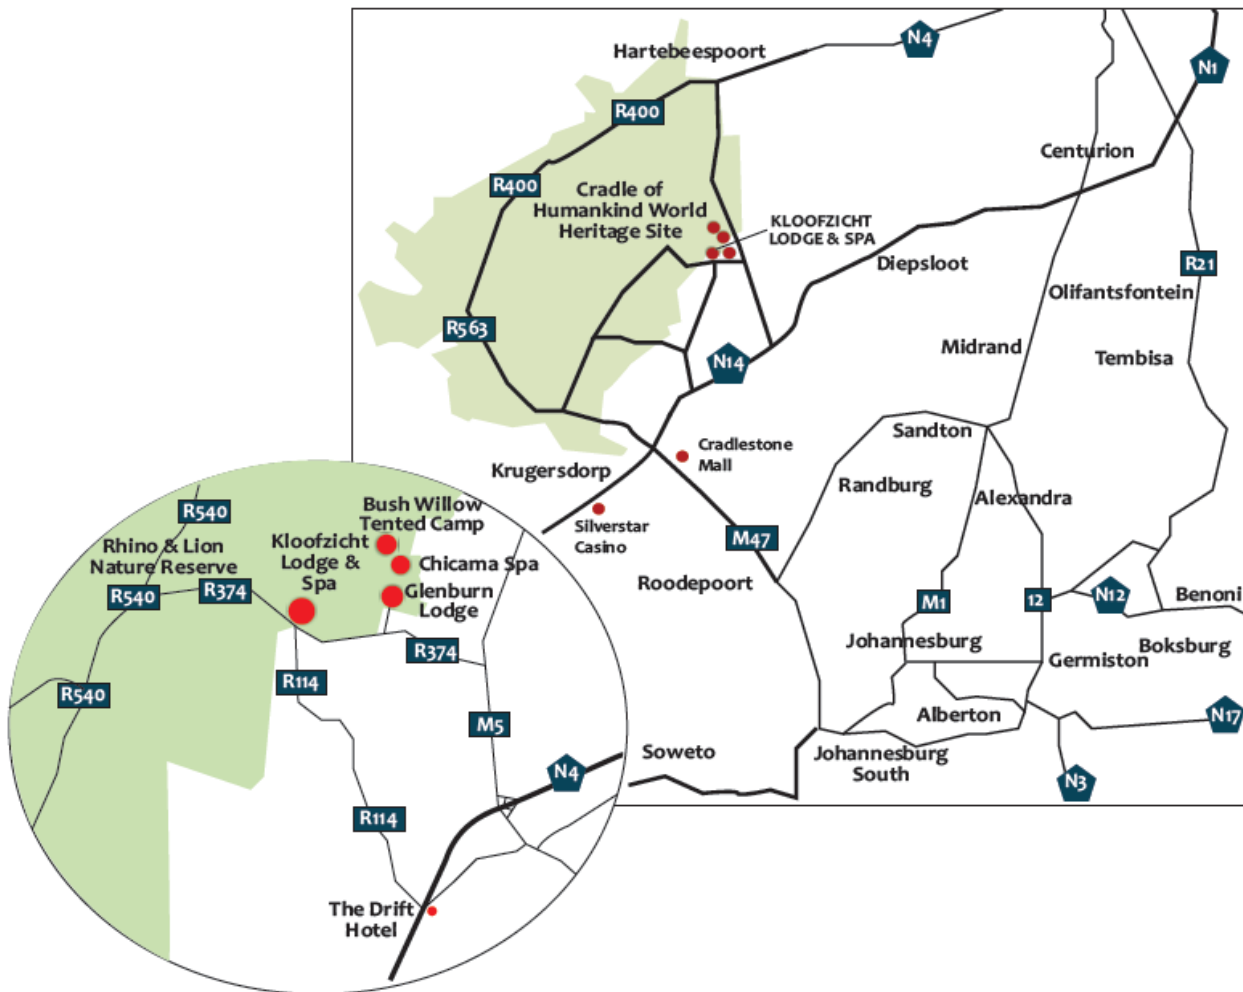 Hartebeespoort
N4
N1
R400
Centurion
R400
Cradle of
Humankind World
Heritage Site
KLOOFZICHT
LODGE & SPA
Diepsloot
R21
Olifantsfontein
R563
Midrand
Tembisa
N14
Sandton
Cradlestone
Mall
Krugersdorp
Randburg
Alexandra
Silverstar
Casino
M47
Roodepoort
M1
12
N12
Benoni
Johannesburg
Germiston
Boksburg
Alberton
N17
Soweto
Johannesburg
South
N3
R540
Bush Willow
Tented Camp
Rhino & Lion
Nature Reserve
Kloofzicht
Lodge &
Spa
Chicama Spa
R540
R374
Glenburn
Lodge
R374
R114
R540
M5
N4
R114
The Drift
Hotel